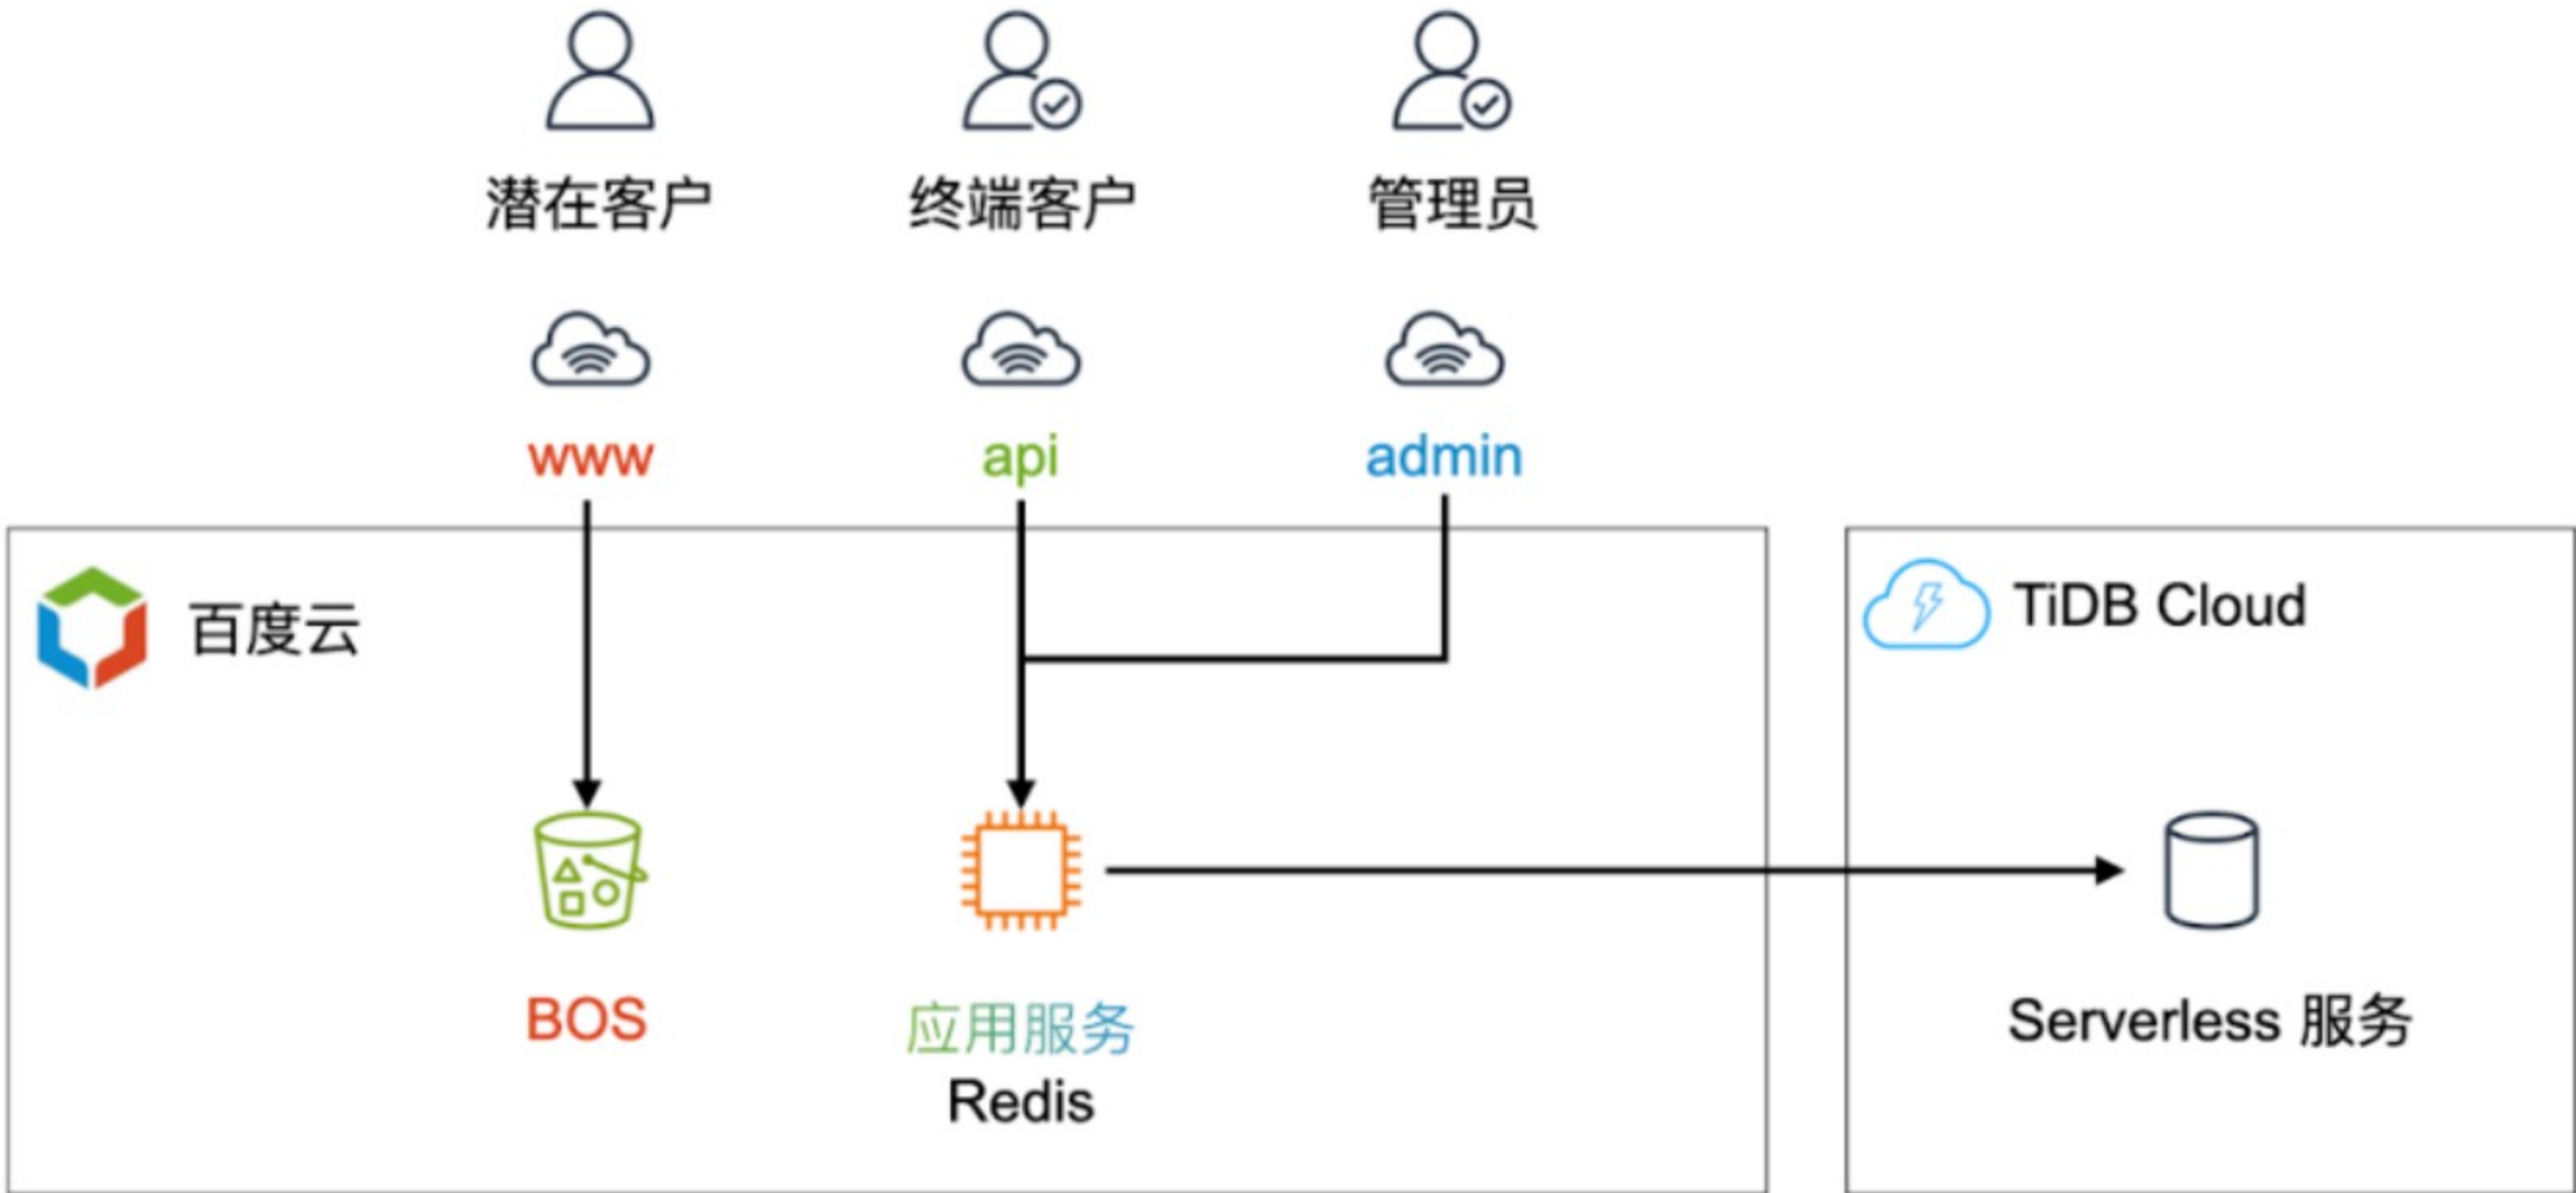 潜在客户
终端客户
管理员
www
api
admin
百度云
TiDB Cloud
BOS
应用服务
Redis
Serverless 服务